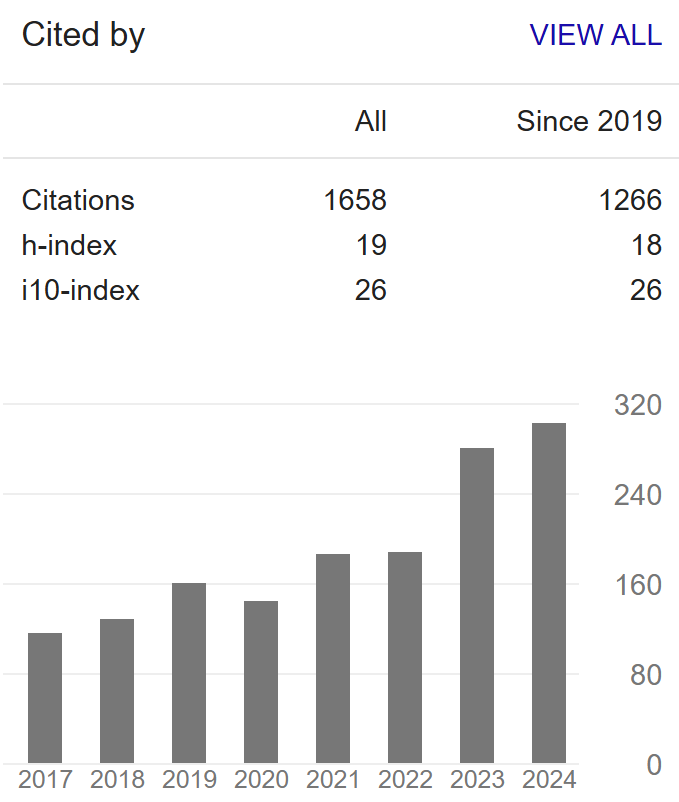 Cited by VIEW ALL
All Since 2019
Citations 1658 1266
h-index 19 18
i10-index 26 26
320
240
160
80
0
2017 2018 2019 2020 2021 2022 2023 2024